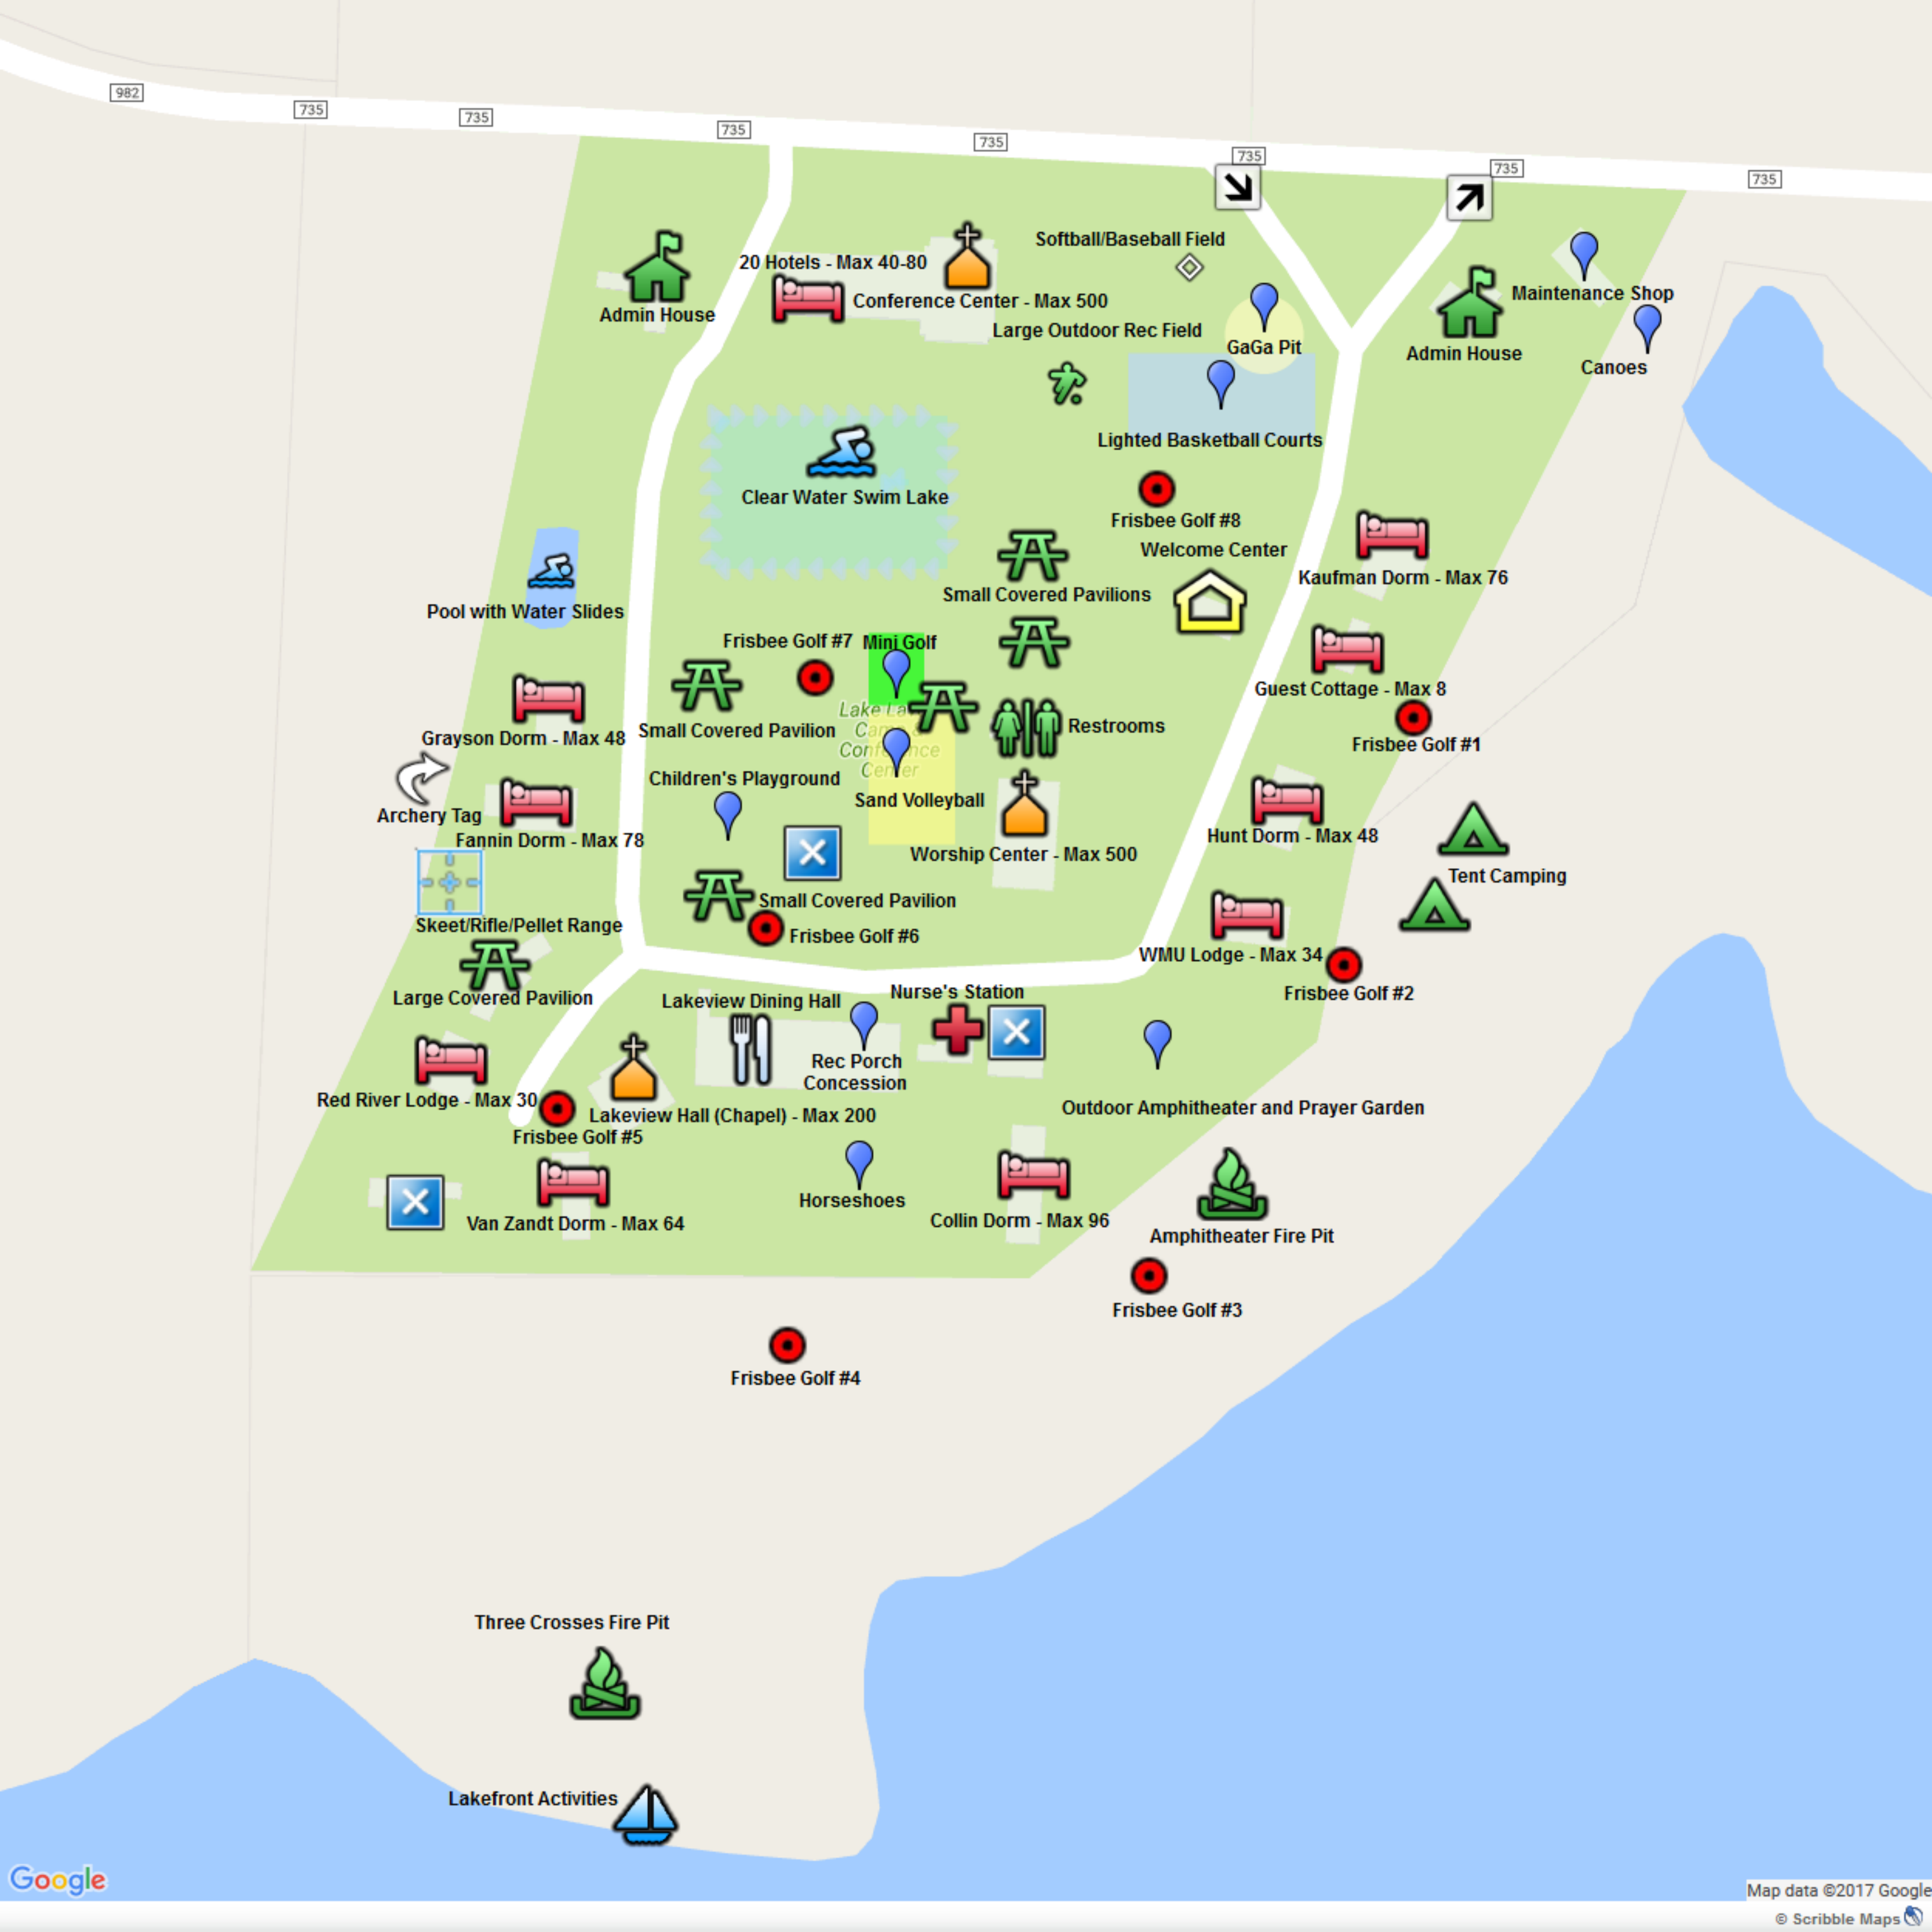 982
735
735
735
735
735
735
735
Softball/Baseball Field
20 Hotels - Max 40-80
Conference Center - Max 500
Admin House
Maintenance Shop
Large Outdoor Rec Field
GaGa Pit
Admin House
Canoes
Lighted Basketball Courts
Clear Water Swim Lake
Frisbee Golf #8
Welcome Center
Kaufman Dorm - Max 76
Small Covered Pavilions
Pool with Water Slides
Frisbee Golf #7
Mini Golf
Guest Cottage - Max 8
Lake
Camp
Conference
Center
Restrooms
Small Covered Pavilion
Grayson Dorm - Max 48
Frisbee Golf #1
Children's Playground
Sand Volleyball
Archery Tag
Fannin Dorm - Max 78
Hunt Dorm - Max 48
Worship Center - Max 500
Tent Camping
Small Covered Pavilion
Skeet/Rifle/Pellet Range
Frisbee Golf #6
WMU Lodge - Max 34
Nurse's Station
Frisbee Golf #2
Large Covered Pavilion
Lakeview Dining Hall
Rec Porch
Concession
Red River Lodge - Max 30
Outdoor Amphitheater and Prayer Garden
Lakeview Hall (Chapel) - Max 200
Frisbee Golf #5
Horseshoes
Van Zandt Dorm - Max 64
Collin Dorm - Max 96
Amphitheater Fire Pit
Frisbee Golf #3
Frisbee Golf #4
Three Crosses Fire Pit
Lakefront Activities
Google
Map data ©2017 Google
© Scribble Maps